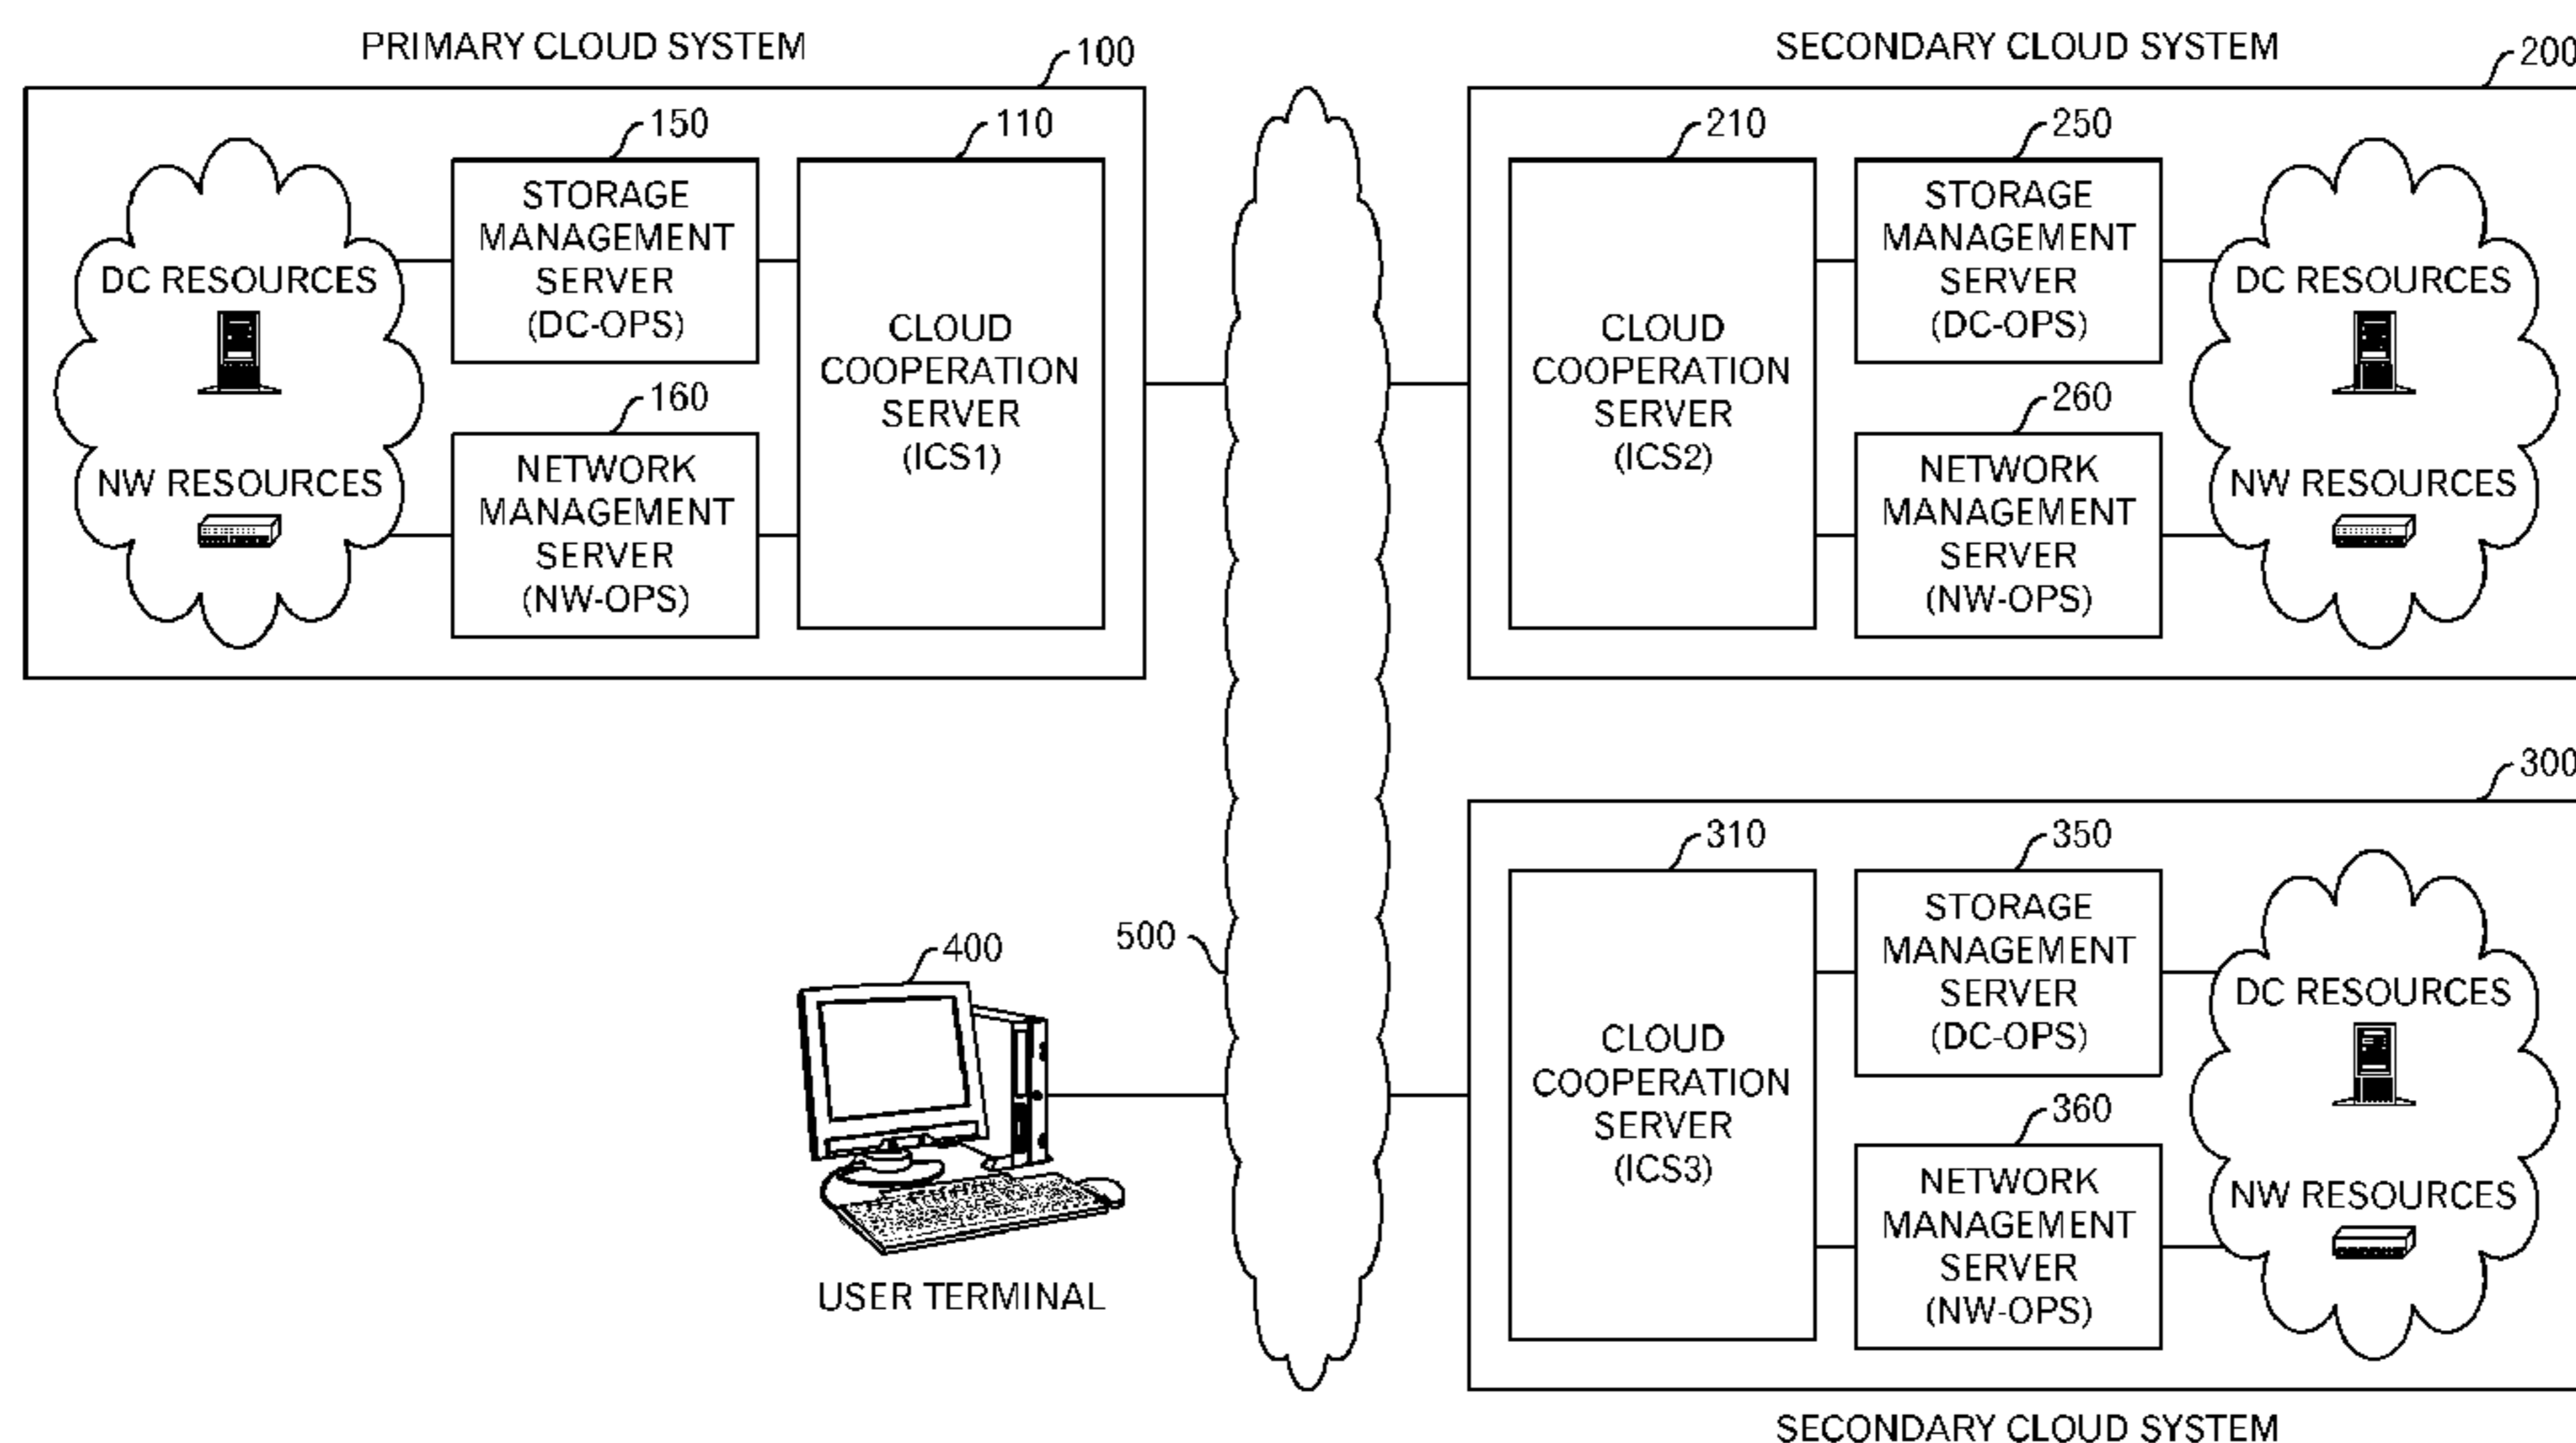 PRIMARY CLOUD SYSTEM
100
150
110
STORAGE
MANAGEMENT
SERVER
(DC-OPS)
DC RESOURCES
CLOUD
COOPERATION
SERVER
(ICS1)
160
NW RESOURCES
NETWORK
MANAGEMENT
SERVER
(NW-OPS)
SECONDARY CLOUD SYSTEM
200
210
250
CLOUD
COOPERATION
SERVER
(ICS2)
STORAGE
MANAGEMENT
SERVER
(DC-OPS)
DC RESOURCES
260
NETWORK
MANAGEMENT
SERVER
(NW-OPS)
NW RESOURCES
400
USER TERMINAL
500
300
310
350
CLOUD
COOPERATION
SERVER
(ICS3)
STORAGE
MANAGEMENT
SERVER
(DC-OPS)
DC RESOURCES
360
NETWORK
MANAGEMENT
SERVER
(NW-OPS)
NW RESOURCES
SECONDARY CLOUD SYSTEM